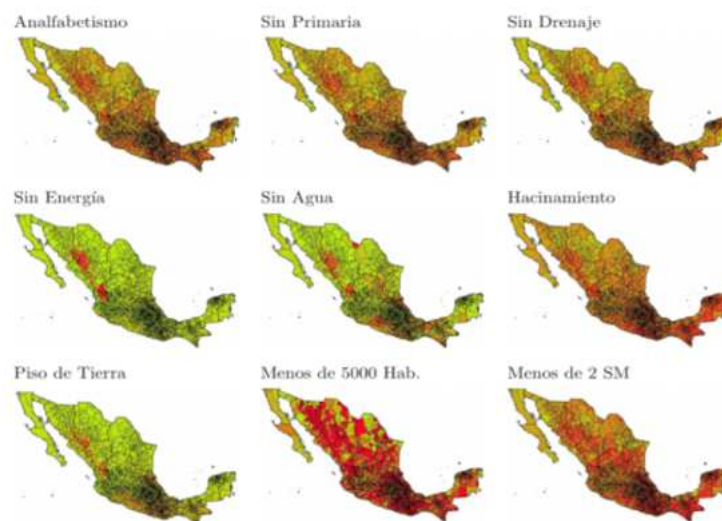 Analfabetismo
Sin Primaria
Sin Drenaje
Sin Energía
Sin Agua
Hacinamiento
Piso de Tierra
Menos de 5000 Hab.
Menos de 2 SM